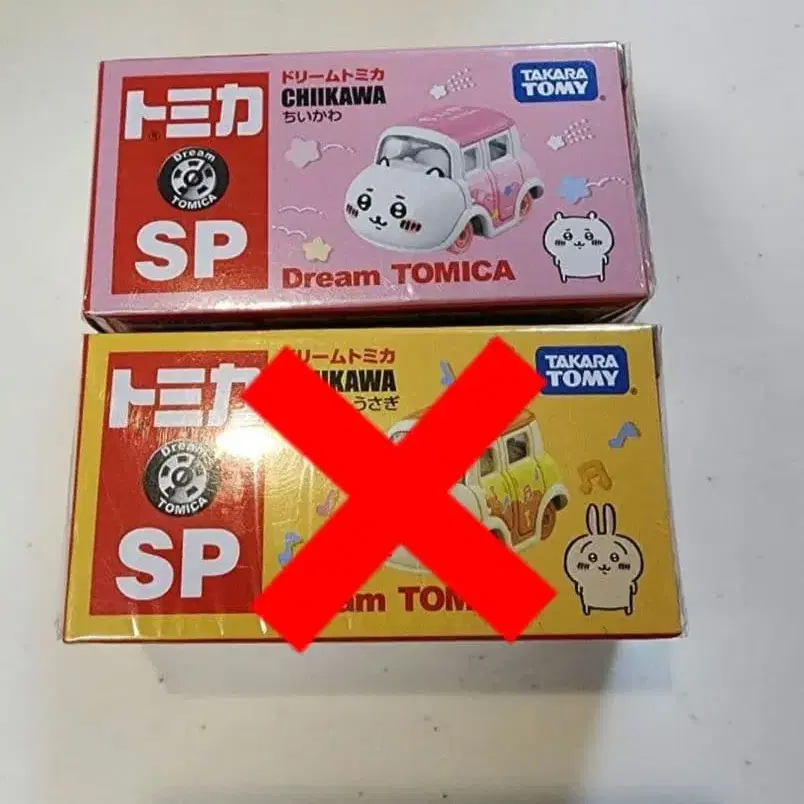 トミカ
®
Dream
TOMICA
SP
ドリームトミカ
CHIIKAWA
ちいかわ
TAKARA
TOMY
Dream TOMICA
トミカ
Dream
TOMICA
SP
リームトミカ
IKAWA
うさぎ
TAKARA
TOMY
am TOM